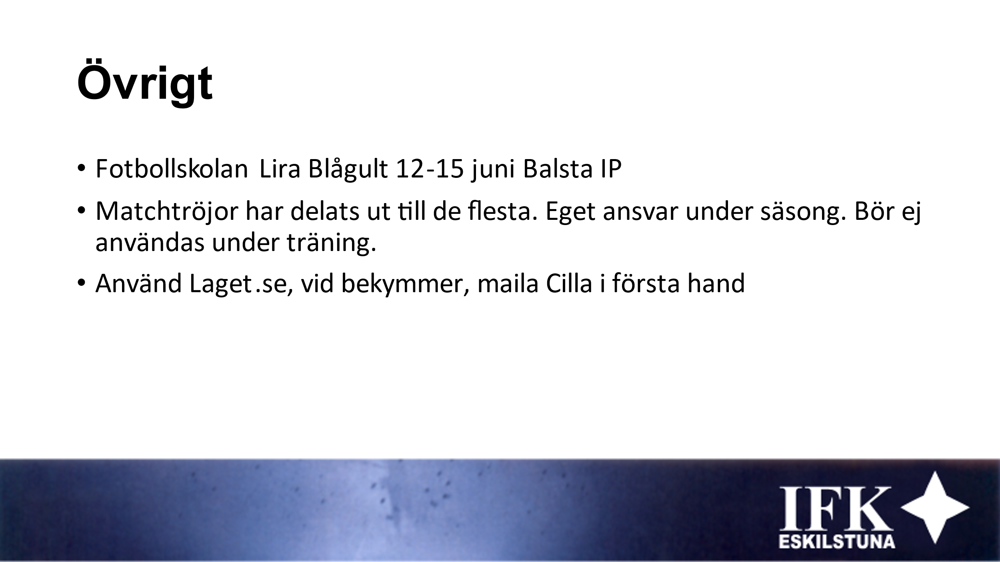 Övrigt
• Fotbollskolan Lira Blågult 12-15 juni Balsta IP
• Matchtröjor har delats ut till de flesta. Eget ansvar under säsong. Bör ej
användas under träning.
• Använd Laget.se, vid bekymmer, maila Cilla i första hand
IFK
ESKILSTUNA